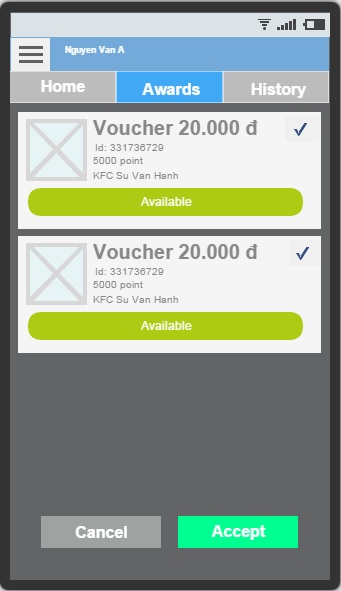 Nguyen Van A
Home Awards History
Voucher 20.000 đ
Id: 331736729
5000 point
KFC Su Van Hanh
Available
Voucher 20.000 đ
Id: 331736729
5000 point
KFC Su Van Hanh
Available
Cancel Accept